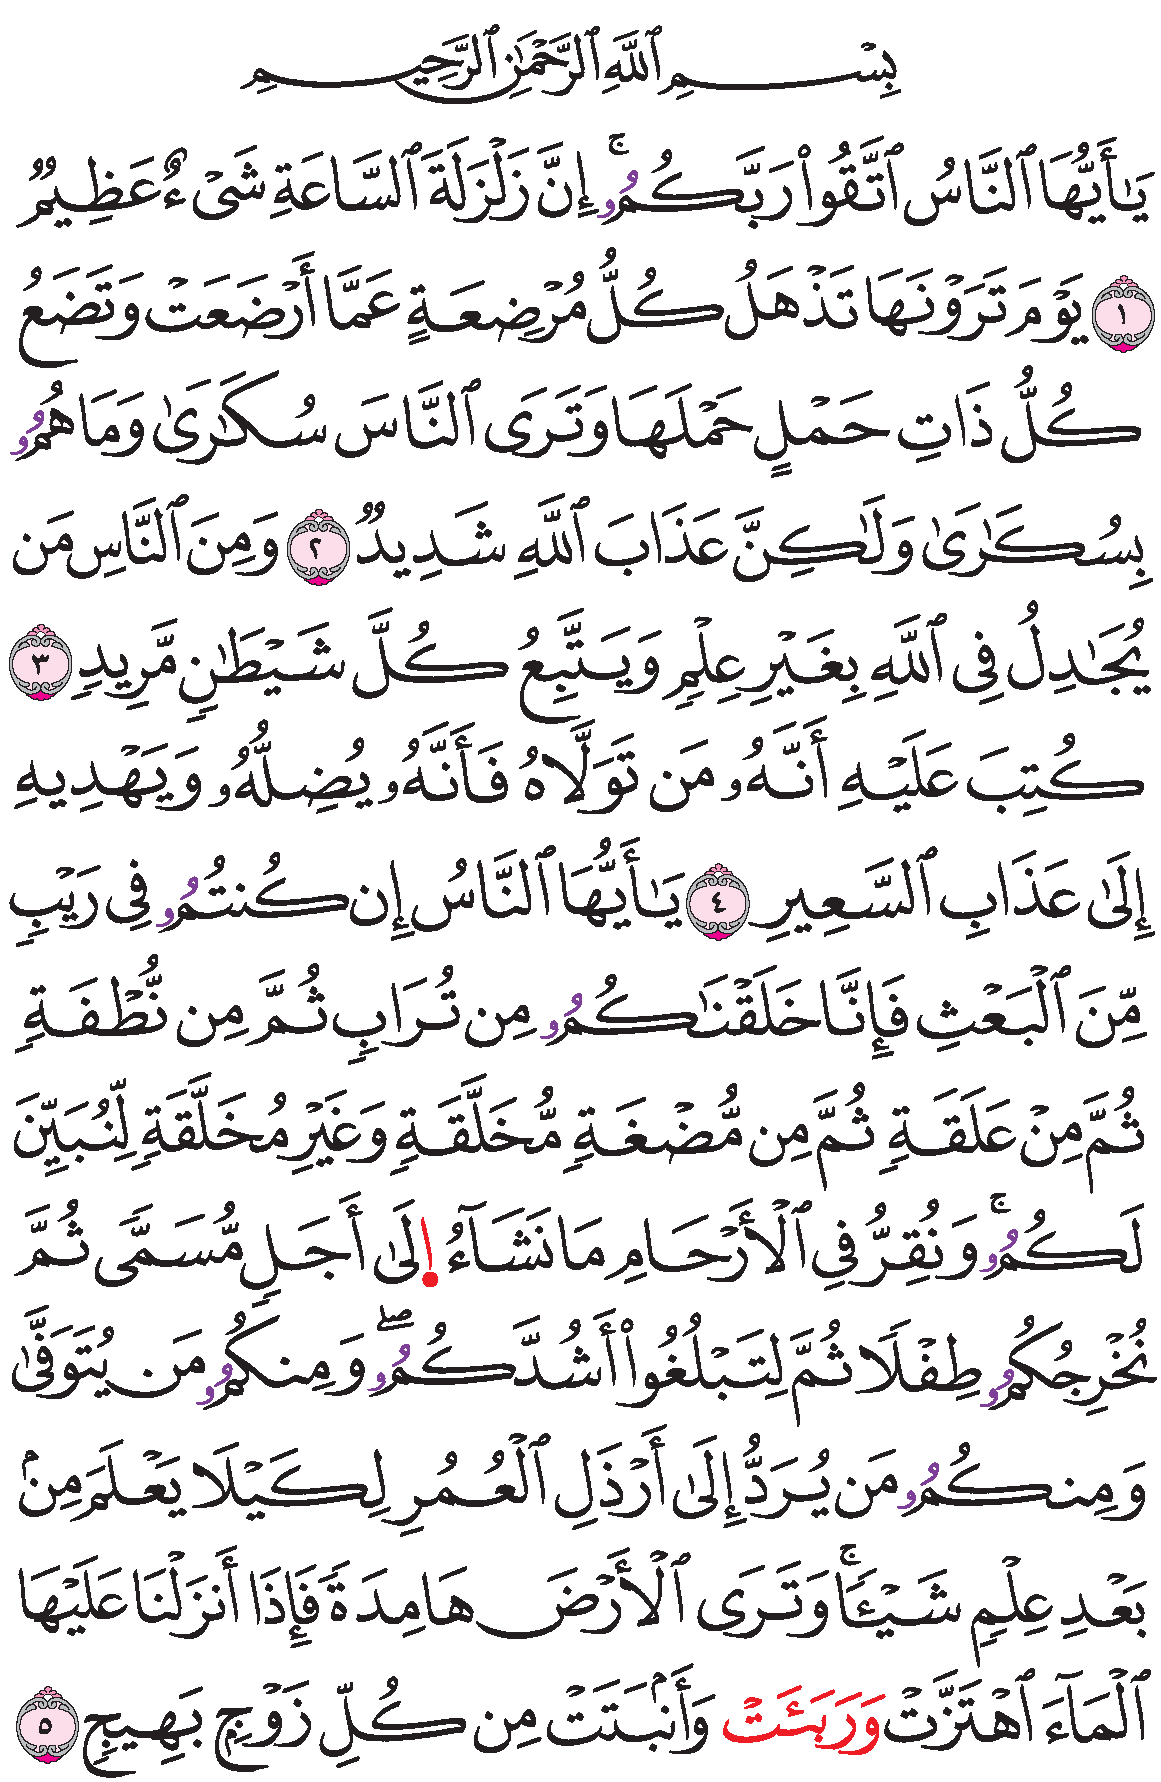 بِسْمِ ٱللَّهِ ٱلرَّحْمَٰنِ ٱلرَّحِيمِ
يَٰٓأَيُّهَا ٱلنَّاسُ ٱتَّقُوا۟ رَبَّكُمُۥۚ إِنَّ زَلْزَلَةَ ٱلسَّاعَةِ شَىْءٌ عَظِيمٌ
١ يَوْمَ تَرَوْنَهَا تَذْهَلُ كُلُّ مُرْضِعَةٍ عَمَّا أَرْضَعَتْ وَتَضَعُ
كُلُّ ذَاتِ حَمْلٍ حَمْلَهَا وَتَرَى ٱلنَّاسَ سُكَٰرَىٰ وَمَا هُمُۥ
بِسُكَٰرَىٰ وَلَٰكِنَّ عَذَابَ ٱللَّهِ شَدِيدٌ ٢ وَمِنَ ٱلنَّاسِ مَن
يُجَٰدِلُ فِى ٱللَّهِ بِغَيْرِ عِلْمٍ وَيَتَّبِعُ كُلَّ شَيْطَٰنٍ مَّرِيدٍ ٣
كُتِبَ عَلَيْهِ أَنَّهُۥ مَن تَوَلَّاهُ فَأَنَّهُۥ يُضِلُّهُۥ وَيَهْدِيهِ
إِلَىٰ عَذَابِ ٱلسَّعِيرِ ٤ يَٰأَيُّهَا ٱلنَّاسُ إِن كُنتُمُۥ فِى رَيْبٍ
مِّنَ ٱلْبَعْثِ فَإِنَّا خَلَقْنَٰكُمُۥ مِن تُرَابٍ ثُمَّ مِن نُّطْفَةٍ
ثُمَّ مِنْ عَلَقَةٍ ثُمَّ مِن مُّضْغَةٍ مُّخَلَّقَةٍ وَغَيْرِ مُخَلَّقَةٍ لِّنُبَيِّنَ
لَكُمُۥۚ وَنُقِرُّ فِي ٱلْأَرْحَامِ مَا نَشَآءُ اِلَىٰ أَجَلٍ مُّسَمًّى ثُمَّ
نُخْرِجُكُمُۥ طِفْلًا ثُمَّ لِتَبْلُغُوا۟ أَشُدَّكُمُۥۖ وَمِنكُمُۥ مَن يُتَوَفَّىٰ
وَمِنكُمُۥ مَن يُرَدُّ إِلَىٰ أَرْذَلِ ٱلْعُمُرِ لِكَيْلَا يَعْلَمَ مِنۢ
بَعْدِ عِلْمٍ شَيْـًٔاۚ وَتَرَى ٱلْأَرْضَ هَامِدَةً فَإِذَا أَنزَلْنَا عَلَيْهَا
ٱلْمَآءَ ٱهْتَزَّتْ وَرَبَـَٔتْ وَأَنۢبَتَتْ مِن كُلِّ زَوْجٍ بَهِيجٍ ٥